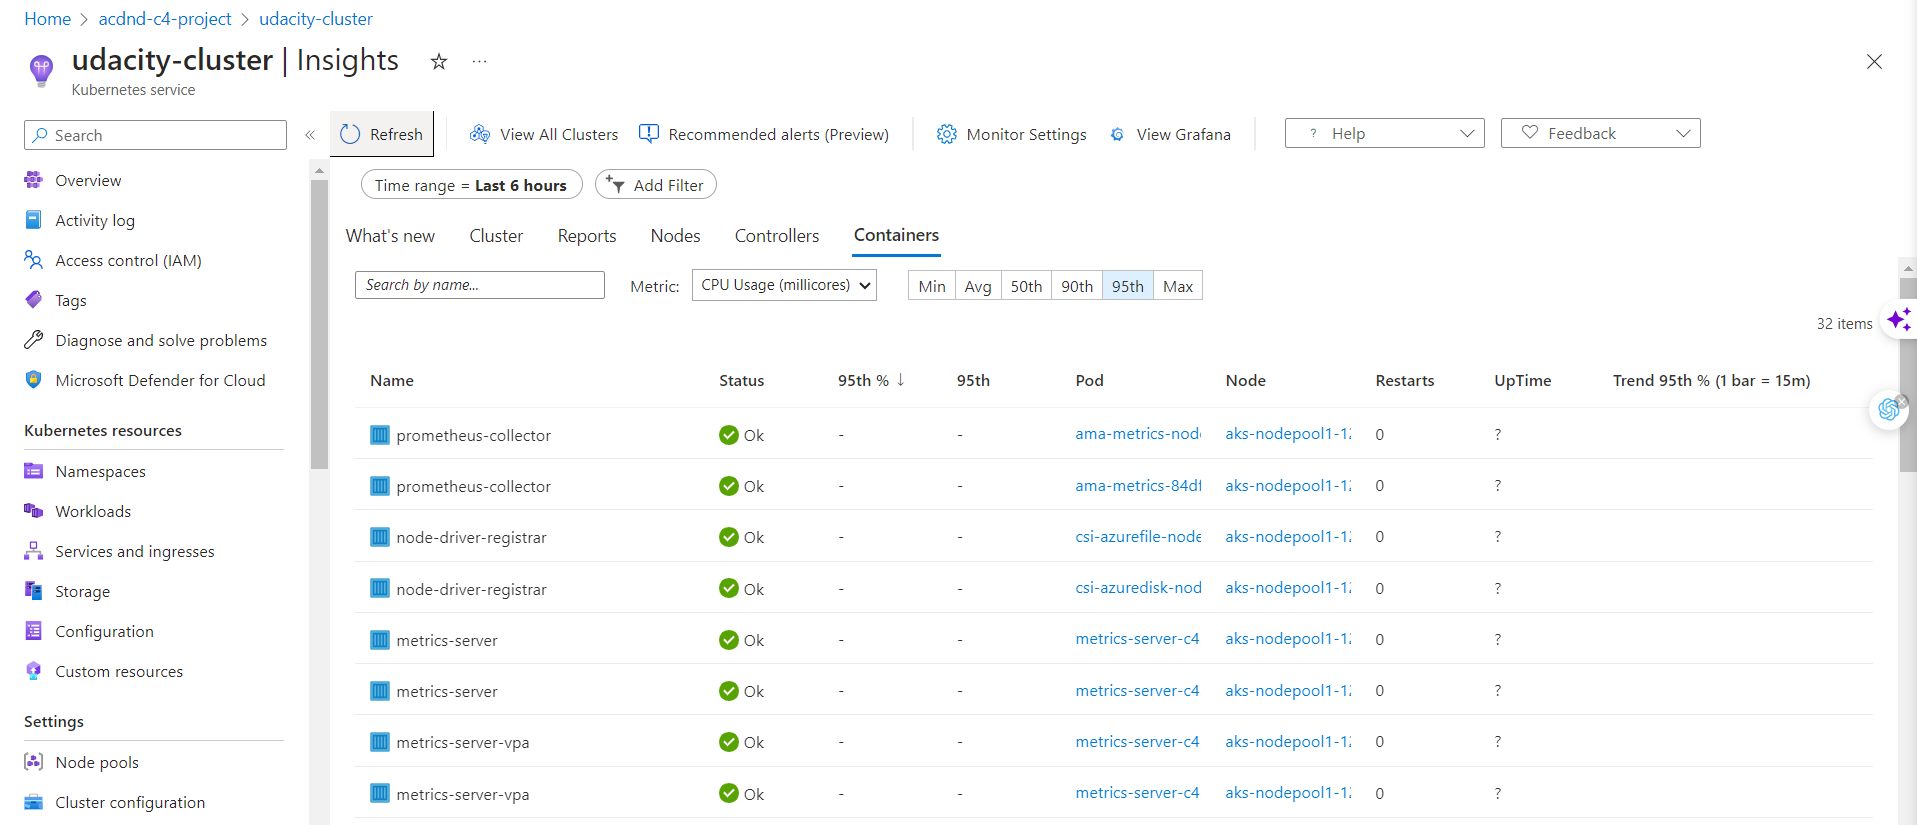 Home > acdnd-c4-project > udacity-cluster
udacity-cluster | Insights ☆ ...
Kubernetes service
Search «
Refresh View All Clusters Recommended alerts (Preview) Monitor Settings View Grafana ? Help Feedback
Time range = Last 6 hours Add Filter
Overview
Activity log
Access control (IAM)
Tags
Diagnose and solve problems
Microsoft Defender for Cloud
Kubernetes resources
Namespaces
Workloads
Services and ingresses
Storage
Configuration
Custom resources
Settings
Node pools
Cluster configuration
What's new Cluster Reports Nodes Controllers Containers
Search by name... Metric: CPU Usage (millicores) Min Avg 50th 90th 95th Max
32 items
Name Status 95th % ↓ 95th Pod Node Restarts UpTime Trend 95th % (1 bar = 15m)
prometheus-collector Ok - - ama-metrics-nod aks-nodepool1-12 0 ?
prometheus-collector Ok - - ama-metrics-84df aks-nodepool1-12 0 ?
node-driver-registrar Ok - - csi-azurefile-node aks-nodepool1-12 0 ?
node-driver-registrar Ok - - csi-azuredisk-nod aks-nodepool1-12 0 ?
metrics-server Ok - - metrics-server-c4 aks-nodepool1-12 0 ?
metrics-server Ok - - metrics-server-c4 aks-nodepool1-12 0 ?
metrics-server-vpa Ok - - metrics-server-c4 aks-nodepool1-12 0 ?
metrics-server-vpa Ok - - metrics-server-c4 aks-nodepool1-12 0 ?